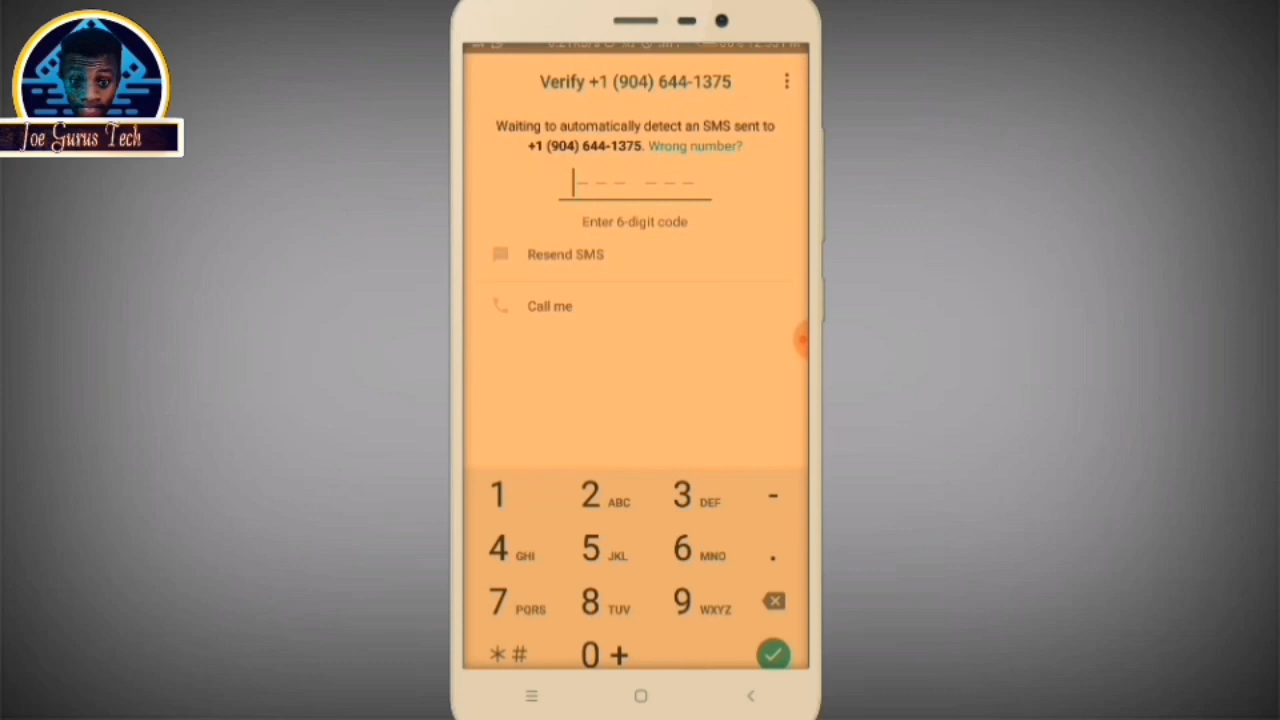 Joe Gurus Tech
Verify +1 (904) 644-1375
Waiting to automatically detect an SMS sent to
+1 (904) 644-1375. Wrong number?
Enter 6-digit code
Resend SMS
Call me
1 2 ABC 3 DEF -
4 GHI 5 JKL 6 MNO .
7 PQRS 8 TUV 9 WXYZ
*# 0 +